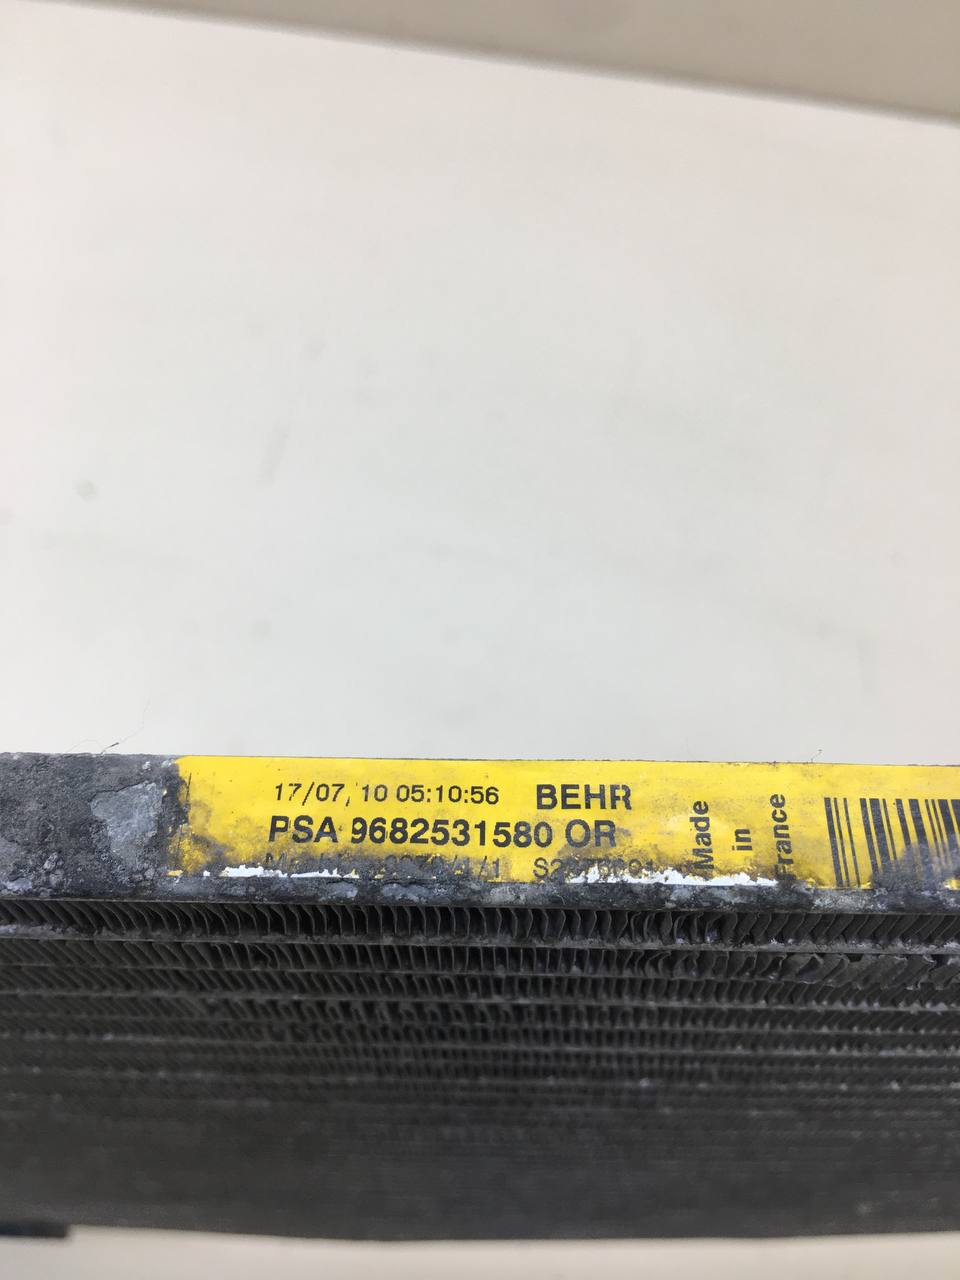 17/07, 10 05:10:56 BEHR
PSA 9682531580 OR
Made
in
France